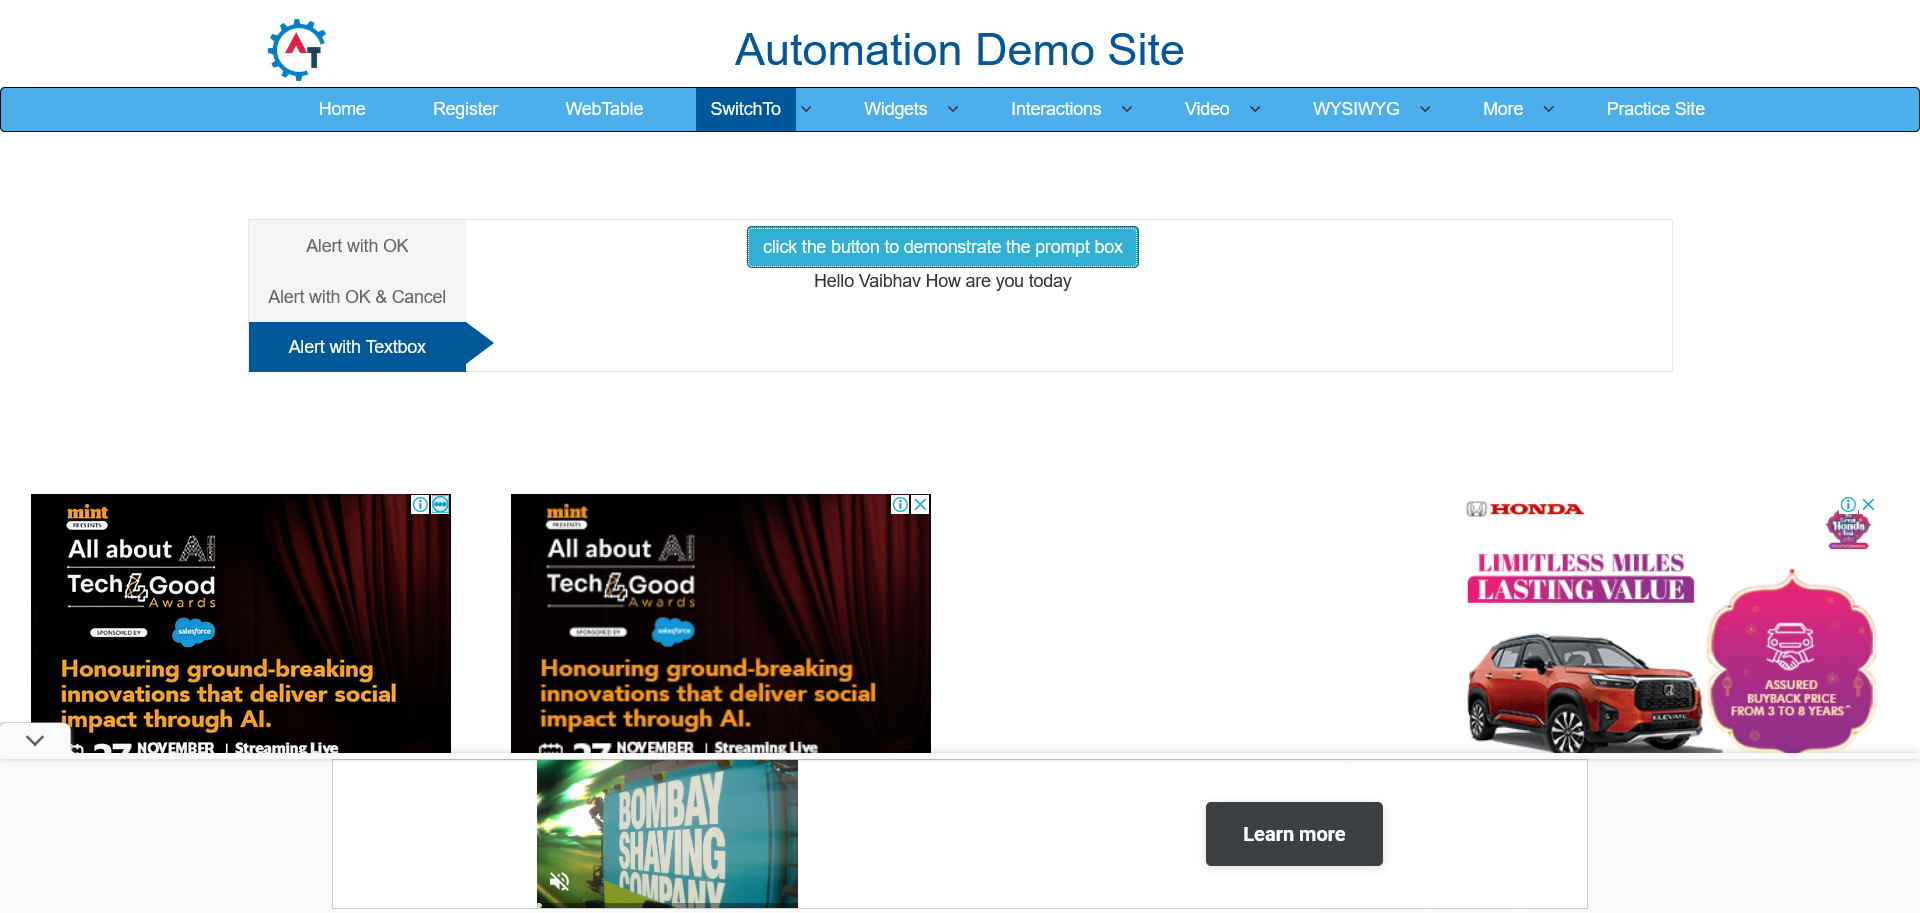 AT
Automation Demo Site
Home
Register
WebTable
SwitchTo
Widgets
Interactions
Video
WYSIWYG
More
Practice Site
Alert with OK
Alert with OK & Cancel
Alert with Textbox
click the button to demonstrate the prompt box
Hello Vaibhav How are you today
mint
PRESENTS
All about AI
Tech4Good
Awards
SPONSORED BY
salesforce
Honouring ground-breaking
innovations that deliver social
impact through AI.
27 NOVEMBER | Streaming Live
mint
PRESENTS
All about AI
Tech4Good
Awards
SPONSORED BY
salesforce
Honouring ground-breaking
innovations that deliver social
impact through AI.
27 NOVEMBER | Streaming Live
HONDA
Great
Honda
Fest
LIMITLESS MILES
LASTING VALUE
ELEVATE
ASSURED
BUYBACK PRICE
FROM 3 TO 8 YEARS^
BOMBAY
SHAVING
COMPANY
Learn more